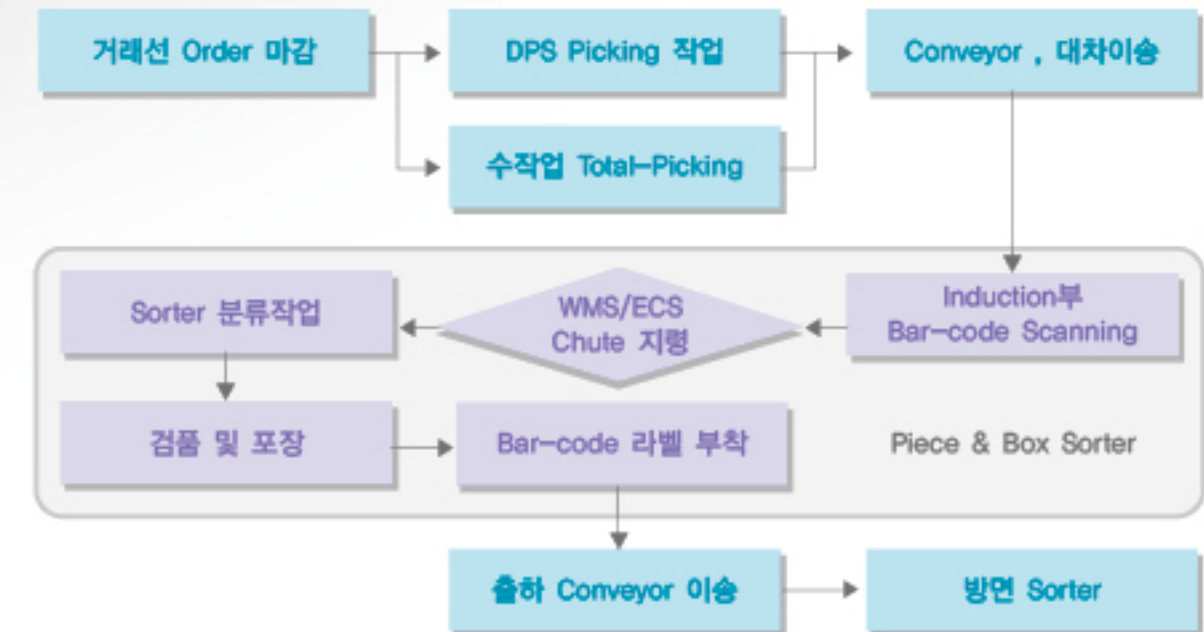 거래선 Order 마감
DPS Picking 작업
Conveyor , 대차이송
수작업 Total-Picking
Induction부
Bar-code Scanning
WMS/ECS
Chute 지령
Sorter 분류작업
검품 및 포장
Bar-code 라벨 부착
Piece & Box Sorter
출하 Conveyor 이송
방면 Sorter